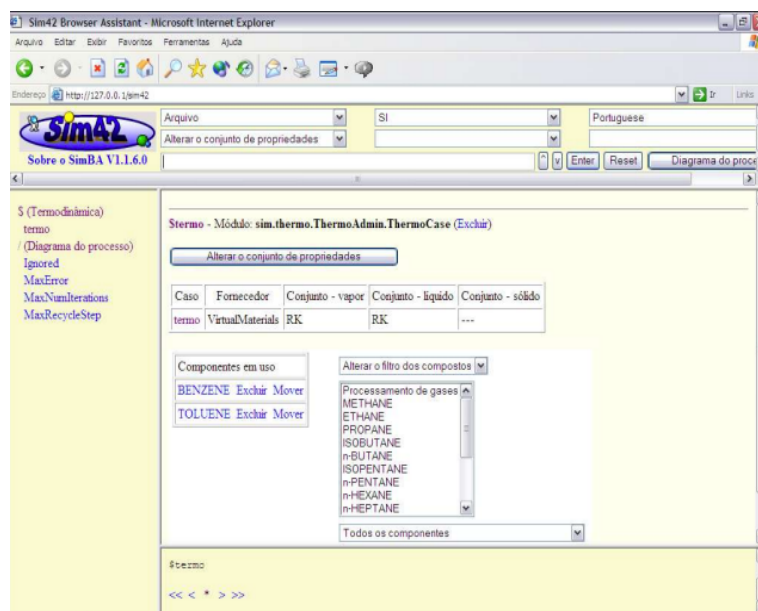 Sim42 Browser Assistant - Microsoft Internet Explorer
Arquivo Editar Exibir Favoritos Ferramentas Ajuda
Endereço http://127.0.0.1/sim42 Ir Links
Sim42
Sobre o SimBA V1.1.6.0
Arquivo SI Portuguese
Alterar o conjunto de propriedades
^ v Enter Reset Diagrama do proce
$ (Termodinâmica)
termo
/ (Diagrama do processo)
Ignored
MaxError
MaxNumIterations
MaxRecycleStep
$termo - Módulo: sim.thermo.ThermoAdmin.ThermoCase (Excluir)
Alterar o conjunto de propriedades
Caso Fornecedor Conjunto - vapor Conjunto - líquido Conjunto - sólido
termo VirtualMaterials RK RK ---
Componentes em uso
BENZENE Excluir Mover
TOLUENE Excluir Mover
Alterar o filtro dos compostos
Processamento de gases
METHANE
ETHANE
PROPANE
ISOBUTANE
n-BUTANE
ISOPENTANE
n-PENTANE
n-HEXANE
n-HEPTANE
Todos os componentes
$termo
<< < * > >>